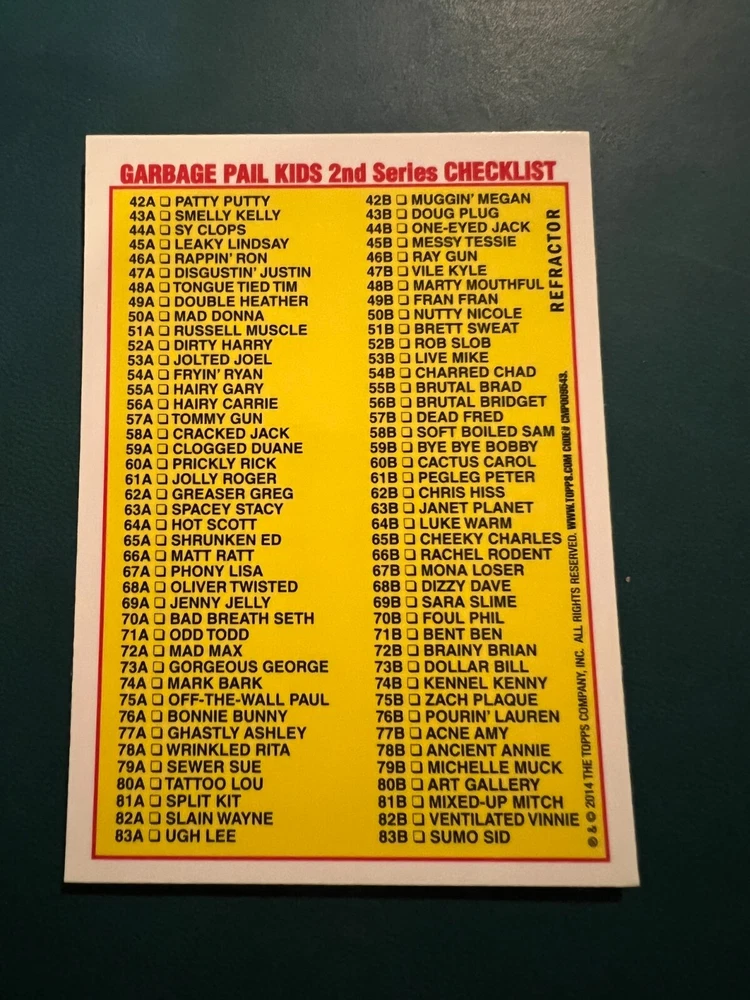 GARBAGE PAIL KIDS 2nd Series CHECKLIST
42A ❏ PATTY PUTTY
43A ❏ SMELLY KELLY
44A ❏ SY CLOPS
45A ❏ LEAKY LINDSAY
46A ❏ RAPPIN' RON
47A ❏ DISGUSTIN' JUSTIN
48A ❏ TONGUE TIED TIM
49A ❏ DOUBLE HEATHER
50A ❏ MAD DONNA
51A ❏ RUSSELL MUSCLE
52A ❏ DIRTY HARRY
53A ❏ JOLTED JOEL
54A ❏ FRYIN' RYAN
55A ❏ HAIRY GARY
56A ❏ HAIRY CARRIE
57A ❏ TOMMY GUN
58A ❏ CRACKED JACK
59A ❏ CLOGGED DUANE
60A ❏ PRICKLY RICK
61A ❏ JOLLY ROGER
62A ❏ GREASER GREG
63A ❏ SPACEY STACY
64A ❏ HOT SCOTT
65A ❏ SHRUNKEN ED
66A ❏ MATT RATT
67A ❏ PHONY LISA
68A ❏ OLIVER TWISTED
69A ❏ JENNY JELLY
70A ❏ BAD BREATH SETH
71A ❏ ODD TODD
72A ❏ MAD MAX
73A ❏ GORGEOUS GEORGE
74A ❏ MARK BARK
75A ❏ OFF-THE-WALL PAUL
76A ❏ BONNIE BUNNY
77A ❏ GHASTLY ASHLEY
78A ❏ WRINKLED RITA
79A ❏ SEWER SUE
80A ❏ TATTOO LOU
81A ❏ SPLIT KIT
82A ❏ SLAIN WAYNE
83A ❏ UGH LEE
42B ❏ MUGGIN' MEGAN
43B ❏ DOUG PLUG
44B ❏ ONE-EYED JACK
45B ❏ MESSY TESSIE
46B ❏ RAY GUN
47B ❏ VILE KYLE
48B ❏ MARTY MOUTHFUL
49B ❏ FRAN FRAN
50B ❏ NUTTY NICOLE
51B ❏ BRETT SWEAT
52B ❏ ROB SLOB
53B ❏ LIVE MIKE
54B ❏ CHARRED CHAD
55B ❏ BRUTAL BRAD
56B ❏ BRUTAL BRIDGET
57B ❏ DEAD FRED
58B ❏ SOFT BOILED SAM
59B ❏ BYE BYE BOBBY
60B ❏ CACTUS CAROL
61B ❏ PEGLEG PETER
62B ❏ CHRIS HISS
63B ❏ JANET PLANET
64B ❏ LUKE WARM
65B ❏ CHEEKY CHARLES
66B ❏ RACHEL RODENT
67B ❏ MONA LOSER
68B ❏ DIZZY DAVE
69B ❏ SARA SLIME
70B ❏ FOUL PHIL
71B ❏ BENT BEN
72B ❏ BRAINY BRIAN
73B ❏ DOLLAR BILL
74B ❏ KENNEL KENNY
75B ❏ ZACH PLAQUE
76B ❏ POURIN' LAUREN
77B ❏ ACNE AMY
78B ❏ ANCIENT ANNIE
79B ❏ MICHELLE MUCK
80B ❏ ART GALLERY
81B ❏ MIXED-UP MITCH
82B ❏ VENTILATED VINNIE
83B ❏ SUMO SID
REFRACTOR
® & © 2014 THE TOPPS COMPANY, INC. ALL RIGHTS RESERVED. WWW.TOPPS.COM CODE# CMP009543.